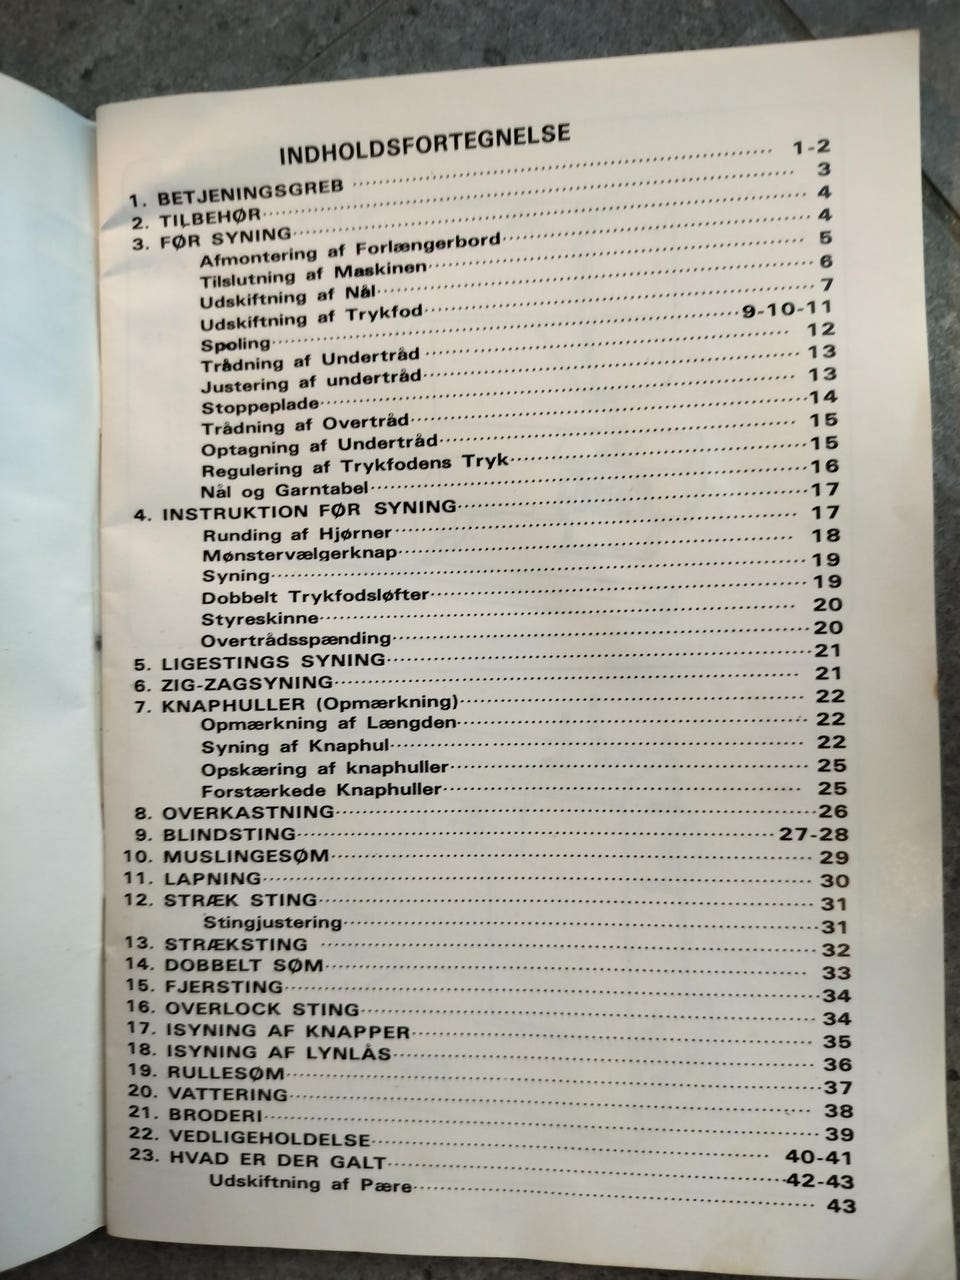 INDHOLDSFORTEGNELSE
1. BETJENINGSGREB ........ 1-2
2. TILBEHØR ........ 3
3. FØR SYNING ........ 4
Afmontering af Forlængerbord ........ 4
Tilslutning af Maskinen ........ 5
Udskiftning af Nål ........ 6
Udskiftning af Trykfod ........ 7
Spoling ........ 9-10-11
Trådning af Undertråd ........ 12
Justering af undertråd ........ 13
Stoppeplade ........ 13
Trådning af Overtråd ........ 14
Optagning af Undertråd ........ 15
Regulering af Trykfodens Tryk ........ 15
Nål og Garntabel ........ 16
4. INSTRUKTION FØR SYNING ........ 17
Runding af Hjørner ........ 17
Mønstervælgerknap ........ 18
Syning ........ 19
Dobbelt Trykfodsløfter ........ 19
Styreskinne ........ 20
Overtrådsspænding ........ 20
5. LIGESTINGS SYNING ........ 21
6. ZIG-ZAGSYNING ........ 21
7. KNAPHULLER (Opmærkning) ........ 22
Opmærkning af Længden ........ 22
Syning af Knaphul ........ 22
Opskæring af knaphuller ........ 25
Forstærkede Knaphuller ........ 25
8. OVERKASTNING ........ 26
9. BLINDSTING ........ 27-28
10. MUSLINGESØM ........ 29
11. LAPNING ........ 30
12. STRÆK STING ........ 31
Stingjustering ........ 31
13. STRÆKSTING ........ 32
14. DOBBELT SØM ........ 33
15. FJERSTING ........ 34
16. OVERLOCK STING ........ 34
17. ISYNING AF KNAPPER ........ 35
18. ISYNING AF LYNLÅS ........ 36
19. RULLESØM ........ 37
20. VATTERING ........ 38
21. BRODERI ........ 39
22. VEDLIGEHOLDELSE ........ 40-41
23. HVAD ER DER GALT ........ 42-43
Udskiftning af Pære ........ 43